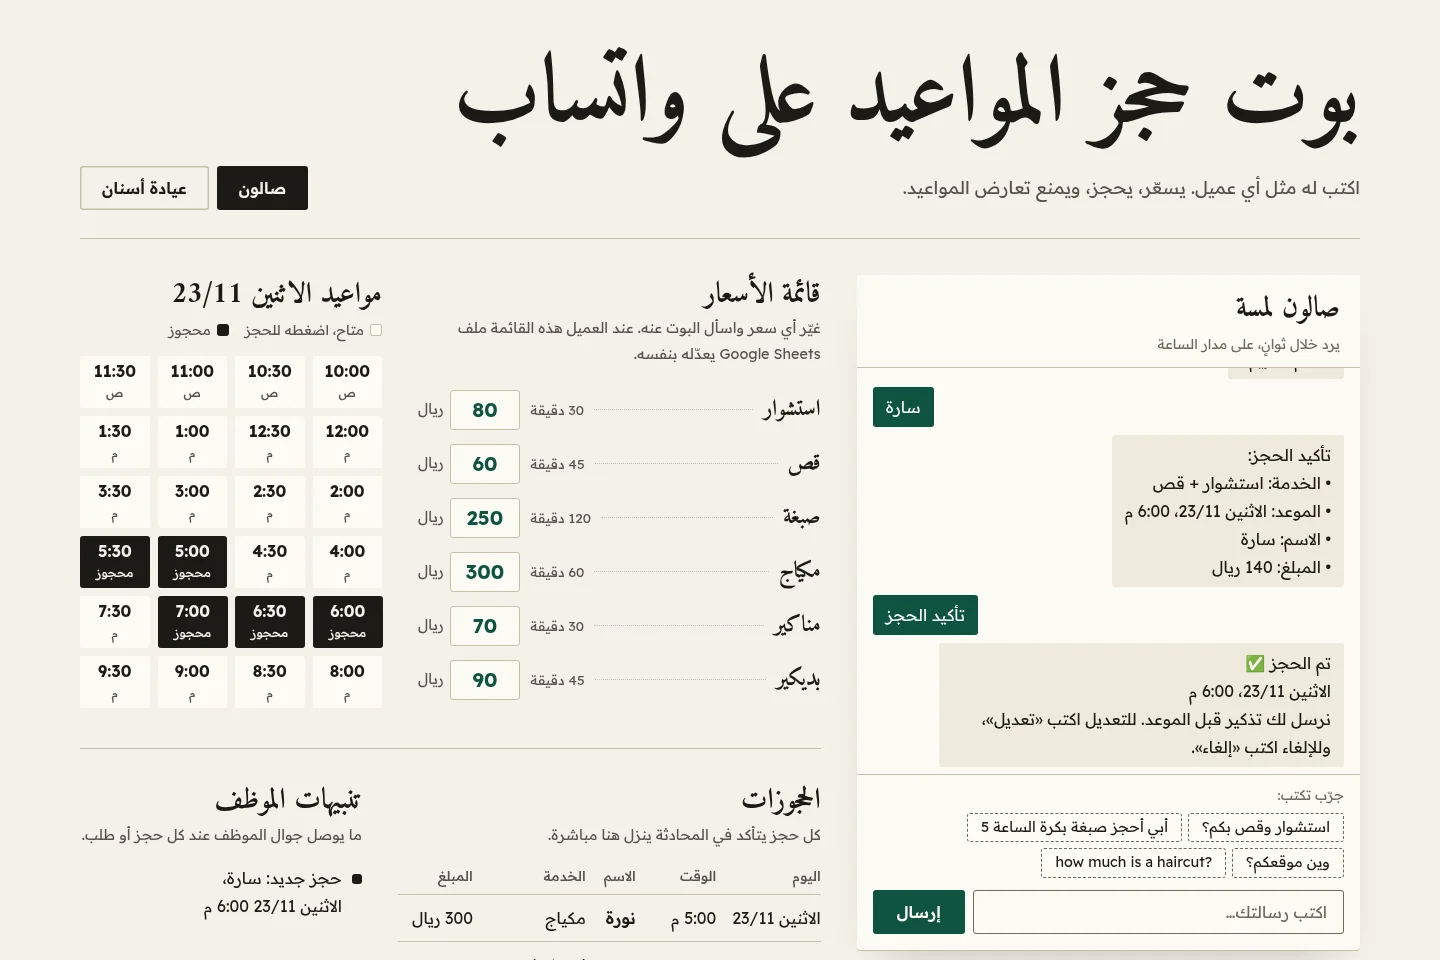 بوت حجز المواعيد على واتساب
اكتب له مثل أي عميل. يسعّر، يحجز، ويمنع تعارض المواعيد.
صالون
عيادة أسنان
صالون لمسة
يرد خلال ثوانٍ، على مدار الساعة
سارة
تأكيد الحجز:
• الخدمة: استشوار + قص
• الموعد: الاثنين 23/11، 6:00 م
• الاسم: سارة
• المبلغ: 140 ريال
تأكيد الحجز
تم الحجز ✅
الاثنين 23/11، 6:00 م
نرسل لك تذكير قبل الموعد. للتعديل اكتب «تعديل»،
وللإلغاء اكتب «إلغاء».
جرّب تكتب:
استشوار وقص بكم؟
أبي أحجز صبغة بكرة الساعة 5
وين موقعكم؟
how much is a haircut?
اكتب رسالتك...
إرسال
قائمة الأسعار
غيّر أي سعر واسأل البوت عنه. عند العميل هذه القائمة ملف
Google Sheets يعدّله بنفسه.
استشوار 30 دقيقة 80 ريال
قص 45 دقيقة 60 ريال
صبغة 120 دقيقة 250 ريال
مكياج 60 دقيقة 300 ريال
مناكير 30 دقيقة 70 ريال
بديكير 45 دقيقة 90 ريال
مواعيد الاثنين 23/11
متاح، اضغطه للحجز محجوز
10:00 10:30 11:00 11:30
ص ص ص ص
12:00 12:30 1:00 1:30
م م م م
2:00 2:30 3:00 3:30
م م م م
4:00 4:30 5:00 5:30
م م محجوز محجوز
6:00 6:30 7:00 7:30
محجوز محجوز محجوز م
8:00 8:30 9:00 9:30
م م م م
الحجوزات
كل حجز يتأكد في المحادثة ينزل هنا مباشرة.
اليوم الوقت الاسم الخدمة المبلغ
الاثنين 23/11 5:00 م نورة مكياج 300 ريال
تنبيهات الموظف
ما يوصل جوال الموظف عند كل حجز أو طلب.
حجز جديد: سارة،
الاثنين 23/11 6:00 م